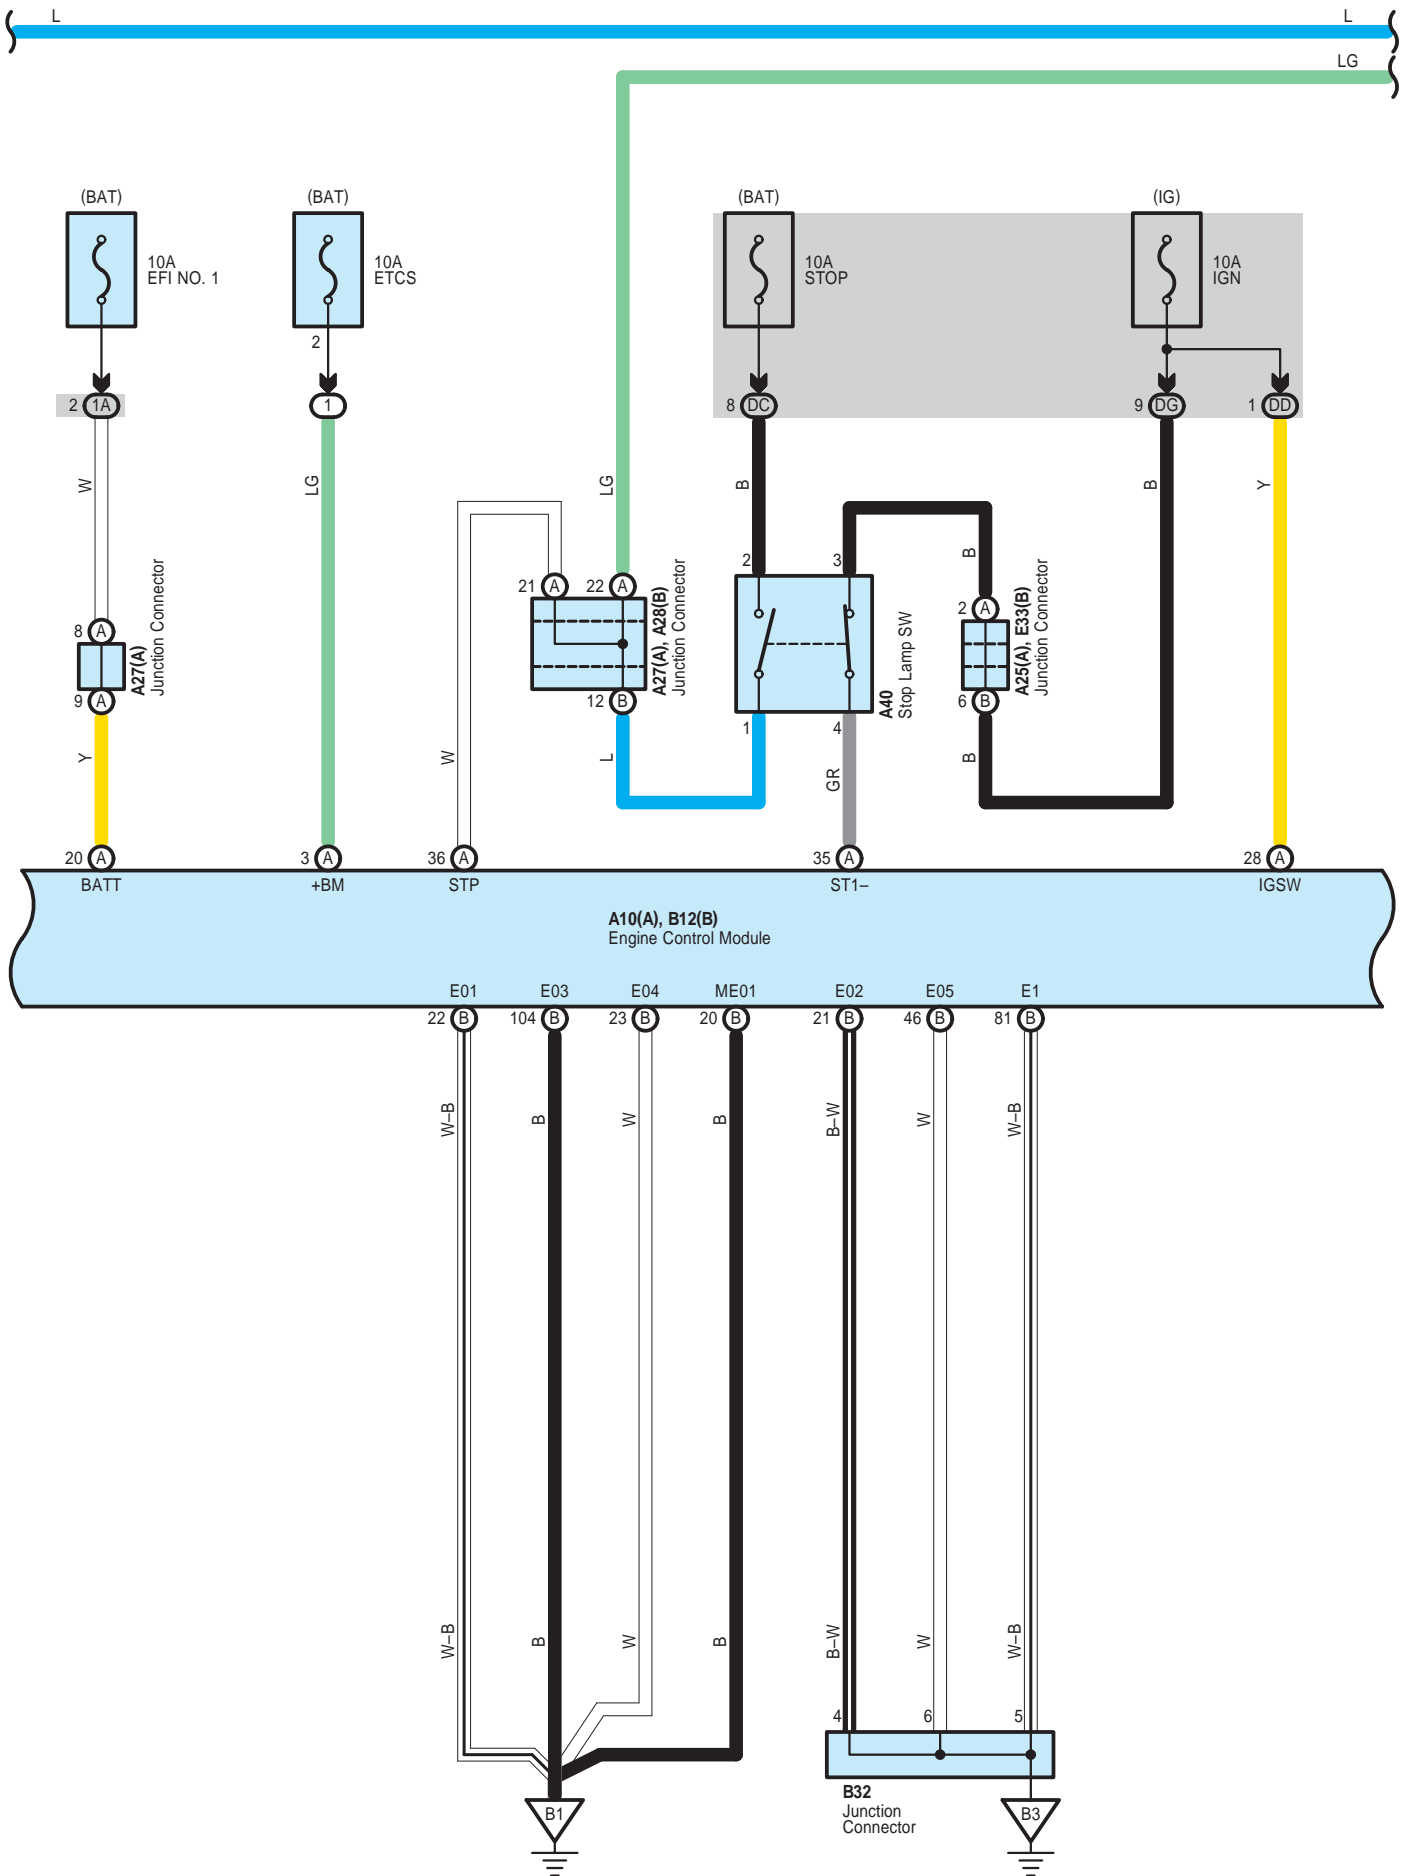 L
L
LG
(BAT)
(BAT)
(BAT)
(IG)
10A
EFI NO. 1
10A
ETCS
10A
STOP
10A
IGN
2
2 1A
1
8 DC
9 DG
1 DD
W
LG
LG
B
B
Y
21 A
22 A
2
3
B
8 A
2 A
A27(A)
Junction Connector
A27(A), A28(B)
Junction Connector
A40
Stop Lamp SW
A25(A), E33(B)
Junction Connector
9 A
12 B
6 B
1
4
Y
W
L
GR
B
20 A
3 A
36 A
35 A
28 A
BATT
+BM
STP
ST1–
IGSW
A10(A), B12(B)
Engine Control Module
E01
E03
E04
ME01
E02
E05
E1
22 B
104 B
23 B
20 B
21 B
46 B
81 B
W–B
B
W
B
B–W
W
W–B
W–B
B
W
B
B–W
W
W–B
4
6
5
B32
Junction
Connector
B1
B3